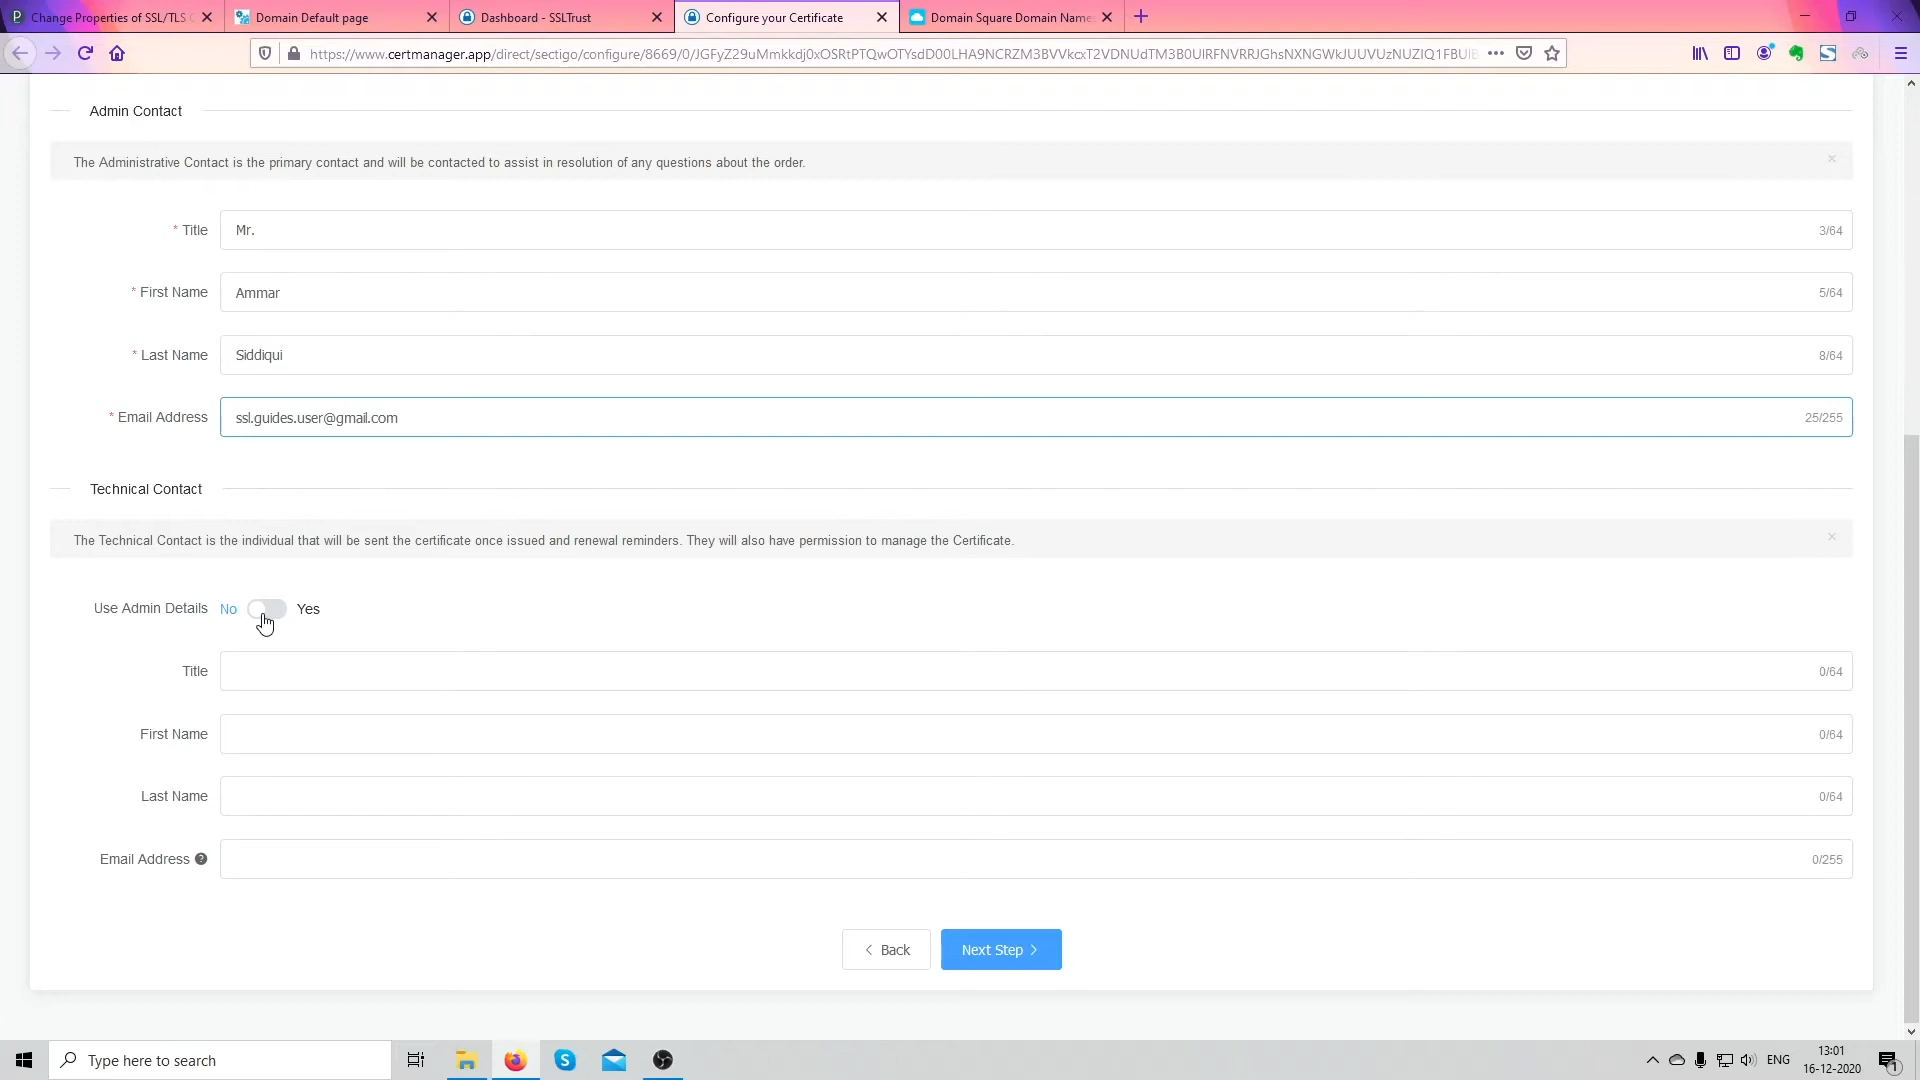 Change Properties of SSL/TLS C
Domain Default page
Dashboard - SSLTrust
Configure your Certificate
Domain Square Domain Name
https://www.certmanager.app/direct/sectigo/configure/8669/0/
Admin Contact
The Administrative Contact is the primary contact and will be contacted to assist in resolution of any questions about the order.
* Title Mr. 3/64
* First Name Ammar 5/64
* Last Name Siddiqui 8/64
* Email Address ssl.guides.user@gmail.com 25/255
Technical Contact
The Technical Contact is the individual that will be sent the certificate once issued and renewal reminders. They will also have permission to manage the Certificate.
Use Admin Details No Yes
Title 0/64
First Name 0/64
Last Name 0/64
Email Address 0/255
Back Next Step
Type here to search
ENG
13:01
16-12-2020
1